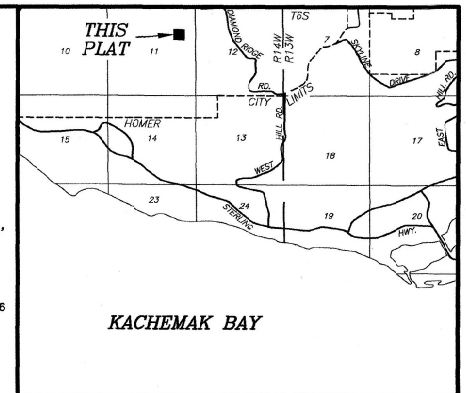 THIS
PLAT
T6S
R14W
R13W
10
11
12
7
8
DIAMOND RIDGE
RD.
SKYLINE
DRIVE
HILL RD.
EAST
CITY LIMITS
HOMER
15
14
13
18
17
WEST
HILL RD.
23
24
19
20
STERLING
HWY.
,
6
KACHEMAK BAY